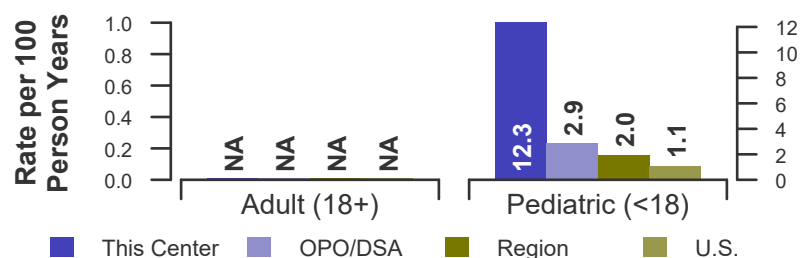 Rate per 100
Person Years
1.0
0.8
0.6
0.4
0.2
0.0
NA
NA
NA
NA
12.3
2.9
2.0
1.1
12
10
8
6
4
2
0
Adult (18+)
Pediatric (<18)
This Center
OPO/DSA
Region
U.S.